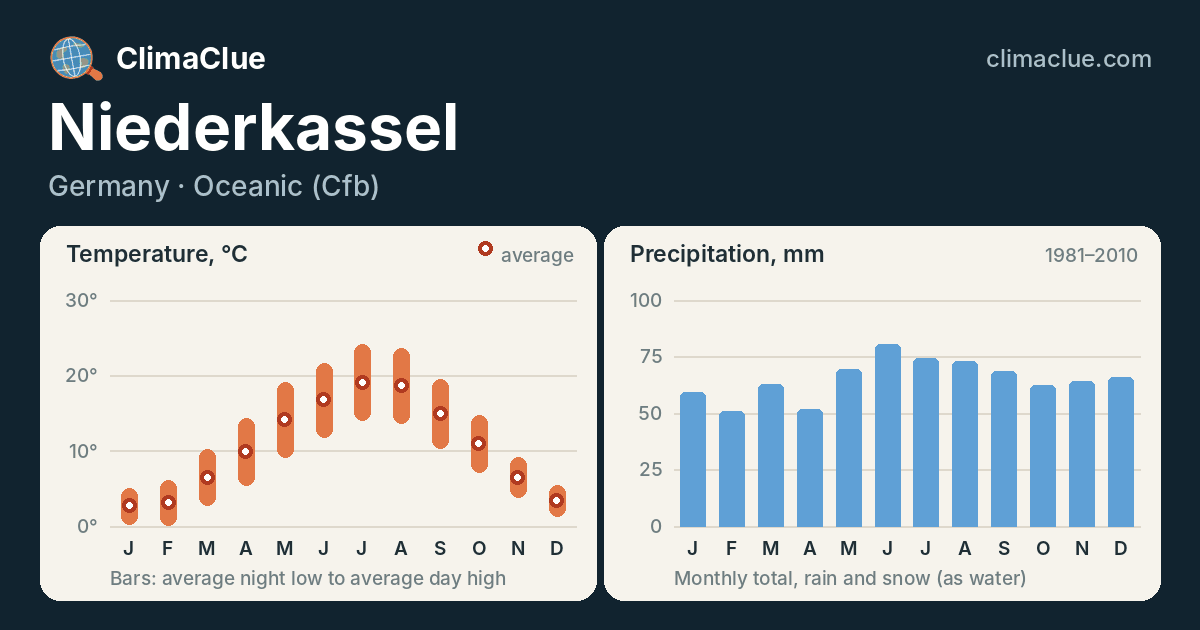 ClimaClue
climaclue.com
Niederkassel
Germany · Oceanic (Cfb)
Temperature, °C
average
30°
20°
10°
0°
J F M A M J J A S O N D
Bars: average night low to average day high
Precipitation, mm
1981–2010
100
75
50
25
0
J F M A M J J A S O N D
Monthly total, rain and snow (as water)